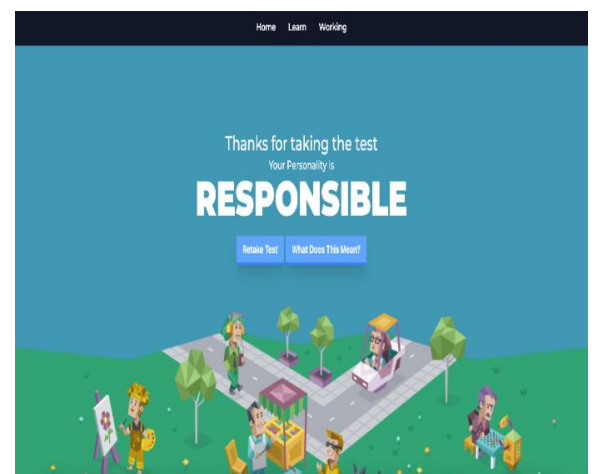 Home Learn Working
Thanks for taking the test
Your Personality is
RESPONSIBLE
Retake Test What Does This Mean?